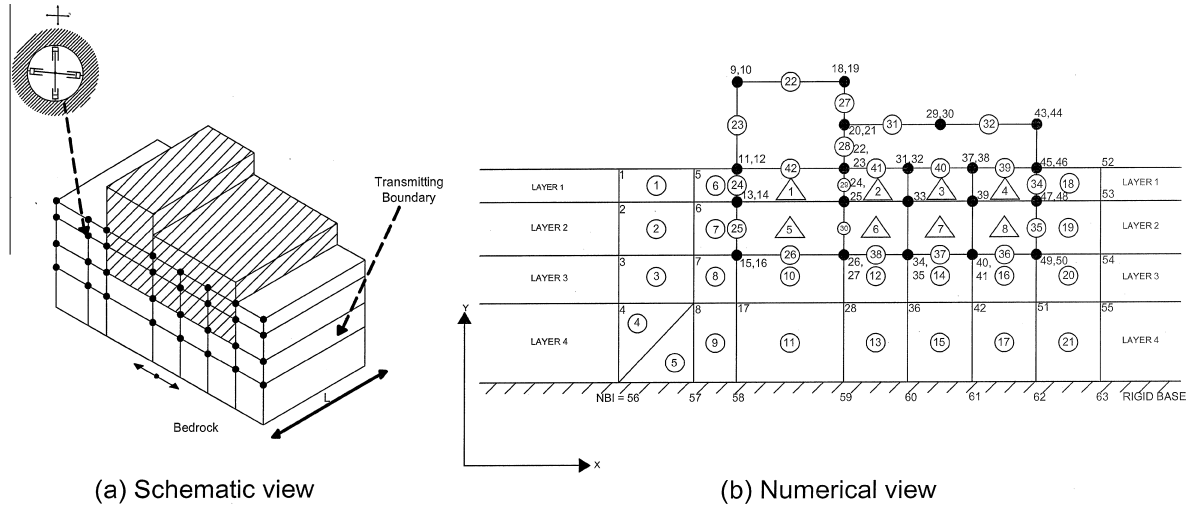 Transmitting
Boundary
L
Bedrock
(a) Schematic view
9,10 22 18,19
27
23 20,21 31 29,30 32 43,44
28 22,
11,12 42 23 41 31,32 40 37,38 39 45,46 52
LAYER 1 1 1 5 6 24 1 29 24, 2 3 4 34 18 LAYER 1
13,14 25 33 39 47,48 53
LAYER 2 2 2 6 7 25 5 30 6 7 8 35 19 LAYER 2
26 38 37 36
LAYER 3 3 3 7 8 15,16 10 26, 27 12 34, 35 14 40, 41 16 49,50 20 54 LAYER 3
4 8 17 28 36 42 51 55
LAYER 4 4 5 9 11 13 15 17 21 LAYER 4
NBI = 56 57 58 59 60 61 62 63 RIGID BASE
Y
X
(b) Numerical view